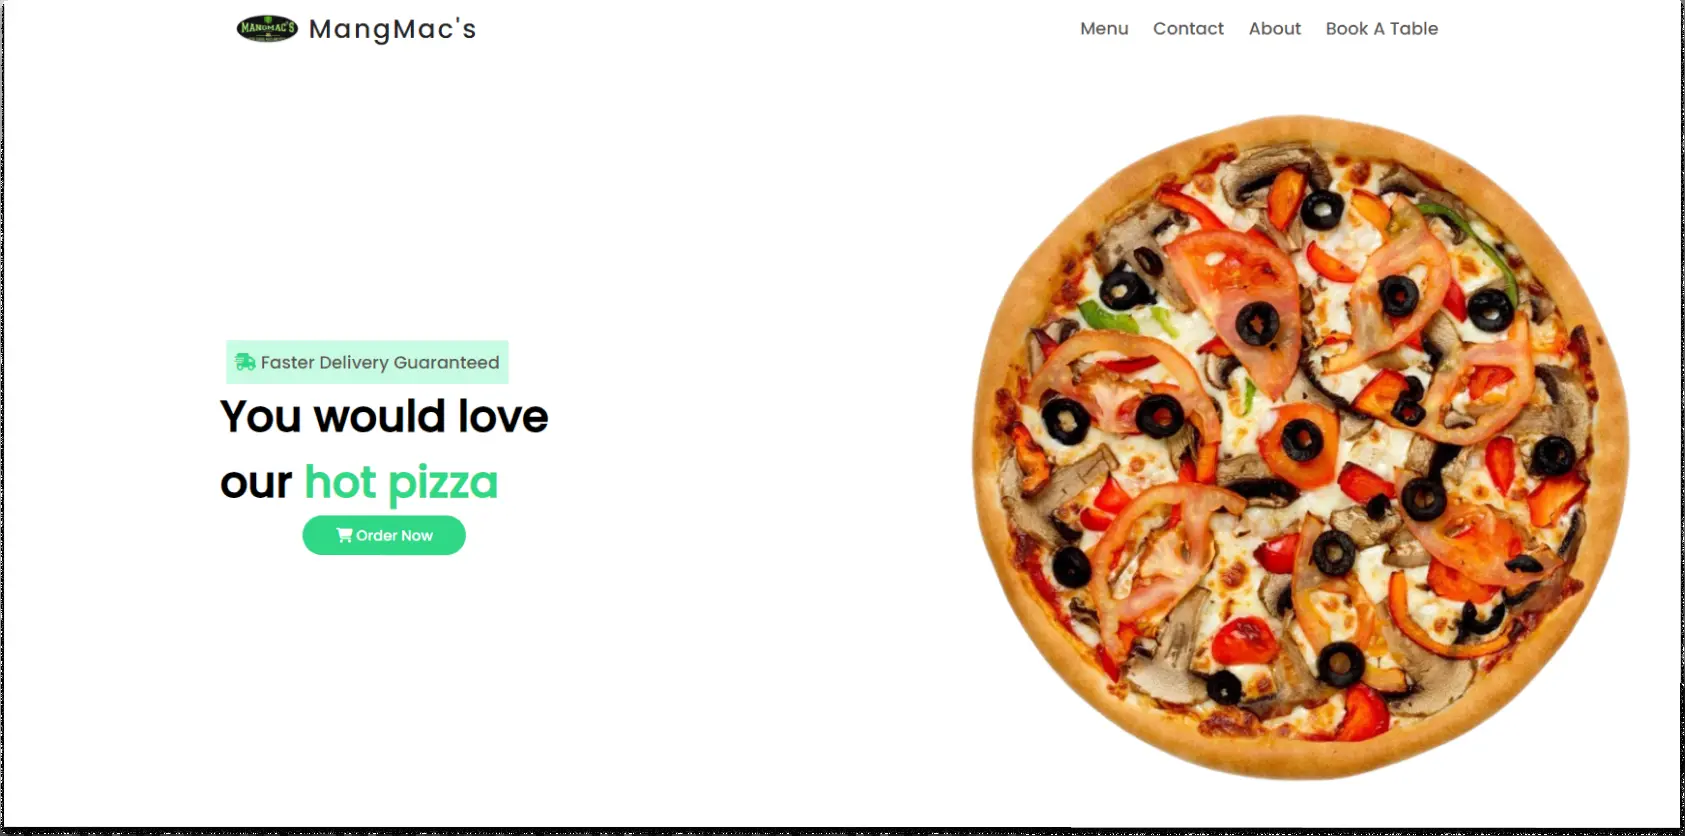 MANGMAC'S
MangMac's
Menu Contact About Book A Table
Faster Delivery Guaranteed
You would love
our hot pizza
Order Now